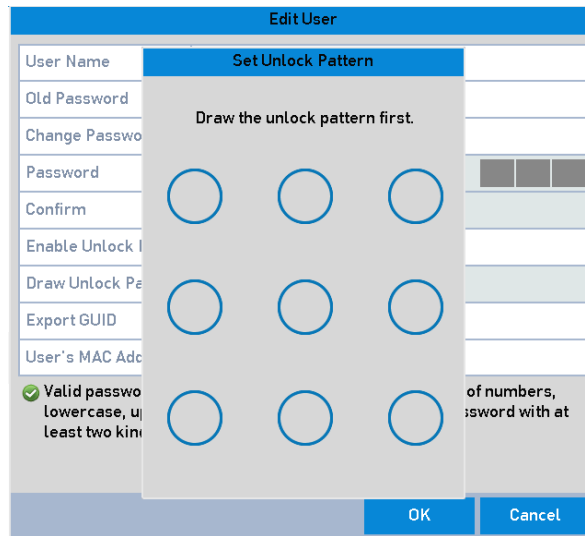 Edit User
User Name
Set Unlock Pattern
Old Password
Draw the unlock pattern first.
Change Passwo
Password
Confirm
Enable Unlock
Draw Unlock Pa
Export GUID
User's MAC Add
Valid passwo of numbers,
lowercase, up ssword with at
least two kin
OK Cancel